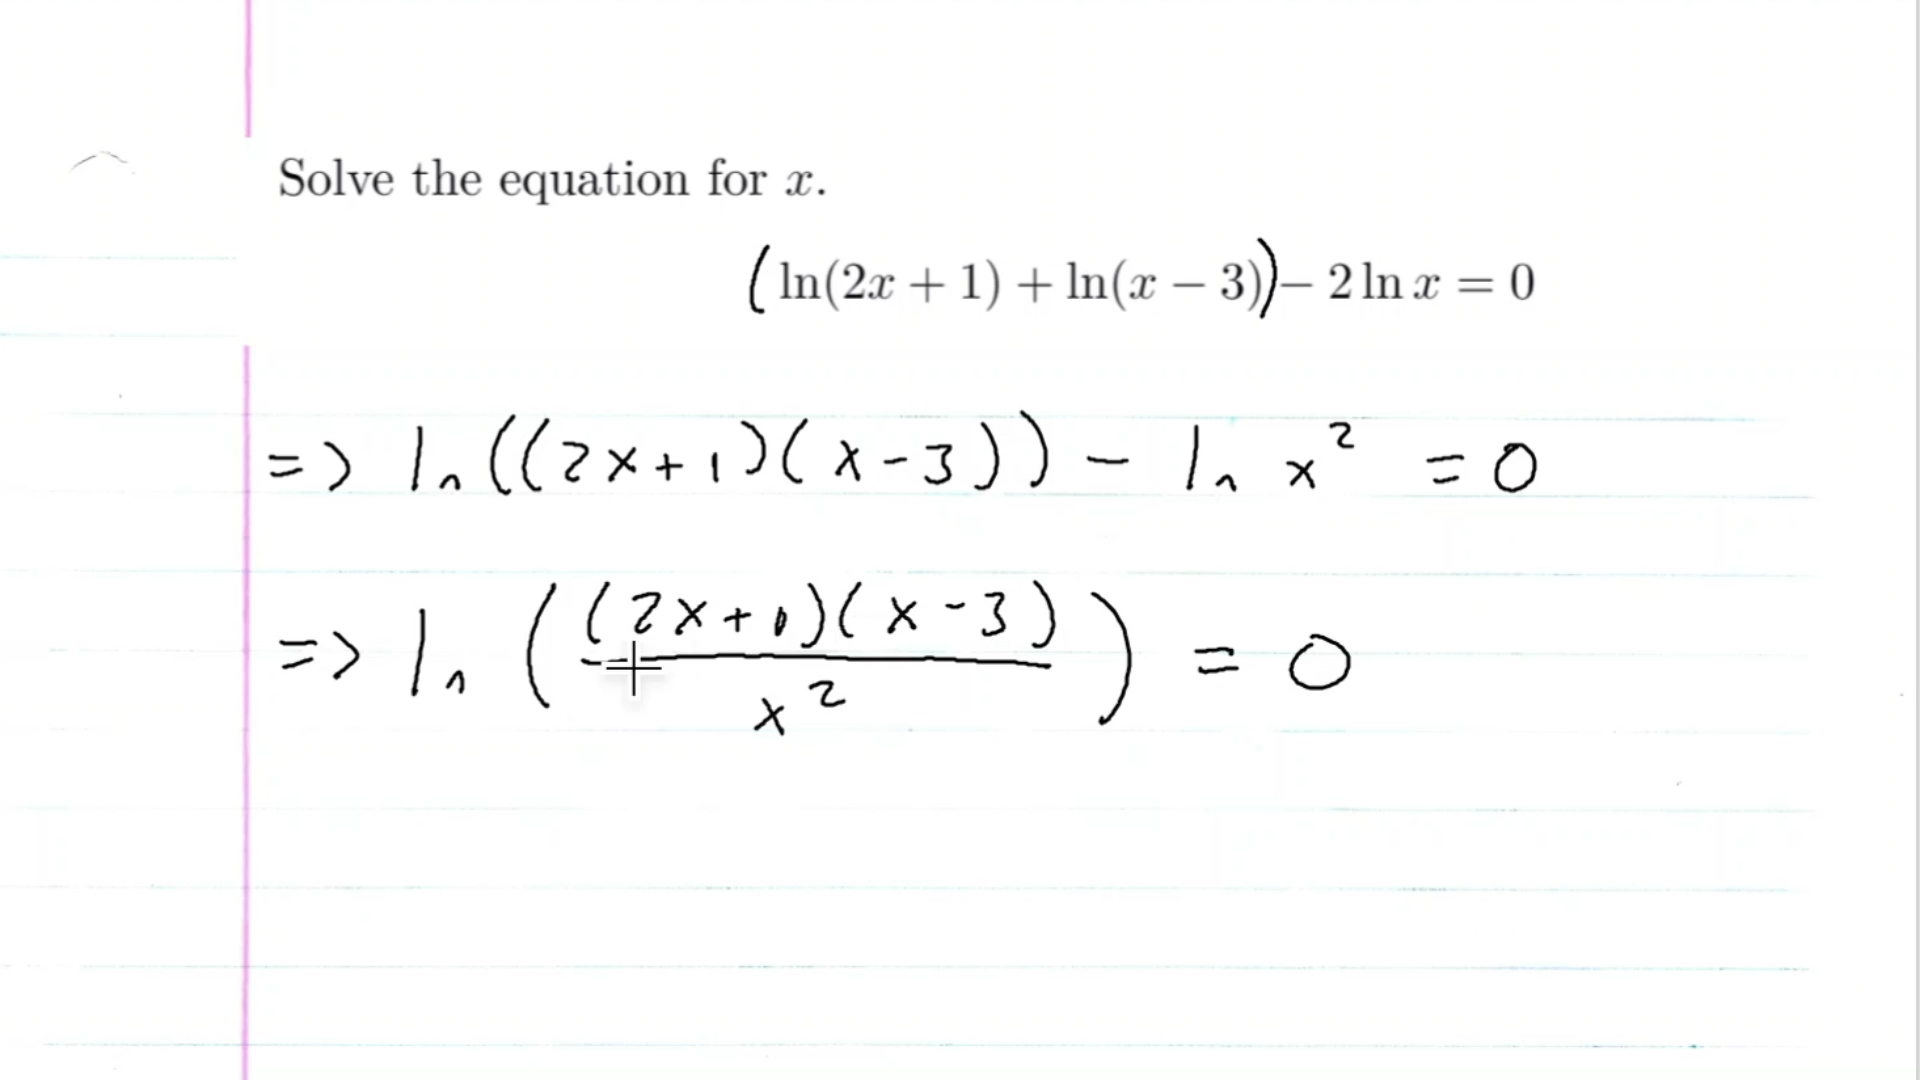 Solve the equation for x.
(ln(2x + 1) + ln(x − 3)) − 2 ln x = 0
=> ln((2x+1)(x-3)) - ln x² = 0
=> ln((2x+1)(x-3)/x²) = 0